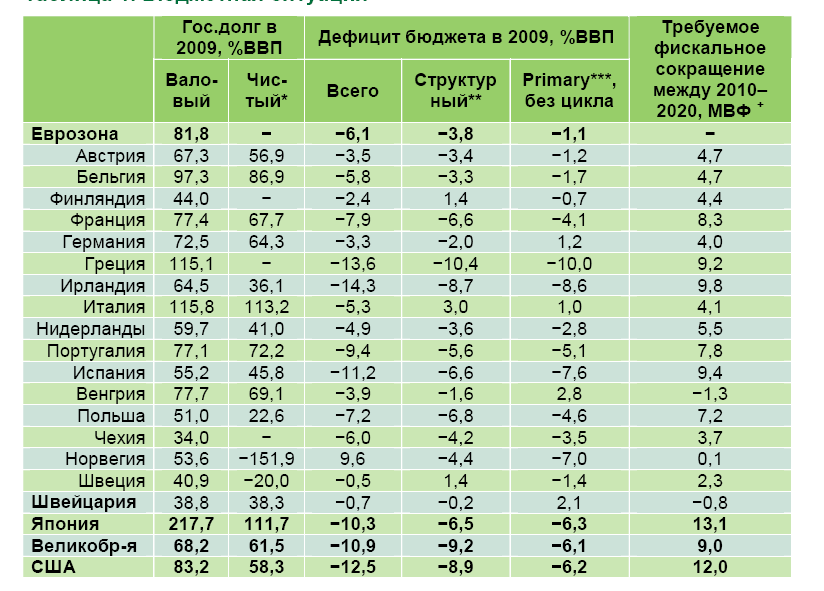 Гос.долг в 2009, %ВВП | Дефицит бюджета в 2009, %ВВП | Требуемое фискальное сокращение между 2010–2020, МВФ +
Вало-вый | Чис-тый* | Всего | Структурный** | Primary***, без цикла
Еврозона | 81,8 | – | −6,1 | −3,8 | −1,1 | –
Австрия | 67,3 | 56,9 | −3,5 | −3,4 | −1,2 | 4,7
Бельгия | 97,3 | 86,9 | −5,8 | −3,3 | −1,7 | 4,7
Финляндия | 44,0 | – | −2,4 | 1,4 | −0,7 | 4,4
Франция | 77,4 | 67,7 | −7,9 | −6,6 | −4,1 | 8,3
Германия | 72,5 | 64,3 | −3,3 | −2,0 | 1,2 | 4,0
Греция | 115,1 | – | −13,6 | −10,4 | −10,0 | 9,2
Ирландия | 64,5 | 36,1 | −14,3 | −8,7 | −8,6 | 9,8
Италия | 115,8 | 113,2 | −5,3 | 3,0 | 1,0 | 4,1
Нидерланды | 59,7 | 41,0 | −4,9 | −3,6 | −2,8 | 5,5
Португалия | 77,1 | 72,2 | −9,4 | −5,6 | −5,1 | 7,8
Испания | 55,2 | 45,8 | −11,2 | −6,6 | −7,6 | 9,4
Венгрия | 77,7 | 69,1 | −3,9 | −1,6 | 2,8 | −1,3
Польша | 51,0 | 22,6 | −7,2 | −6,8 | −4,6 | 7,2
Чехия | 34,0 | – | −6,0 | −4,2 | −3,5 | 3,7
Норвегия | 53,6 | −151,9 | 9,6 | −4,4 | −7,0 | 0,1
Швеция | 40,9 | −20,0 | −0,5 | 1,4 | −1,4 | 2,3
Швейцария | 38,8 | 38,3 | −0,7 | −0,2 | 2,1 | −0,8
Япония | 217,7 | 111,7 | −10,3 | −6,5 | −6,3 | 13,1
Великобр-я | 68,2 | 61,5 | −10,9 | −9,2 | −6,1 | 9,0
США | 83,2 | 58,3 | −12,5 | −8,9 | −6,2 | 12,0